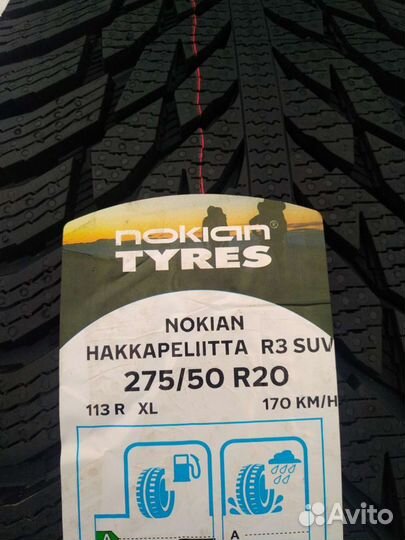 nokian
TYRES
NOKIAN
HAKKAPELIITTA R3 SUV
275/50 R20
113 R XL 170 KM/H
A A
Avito